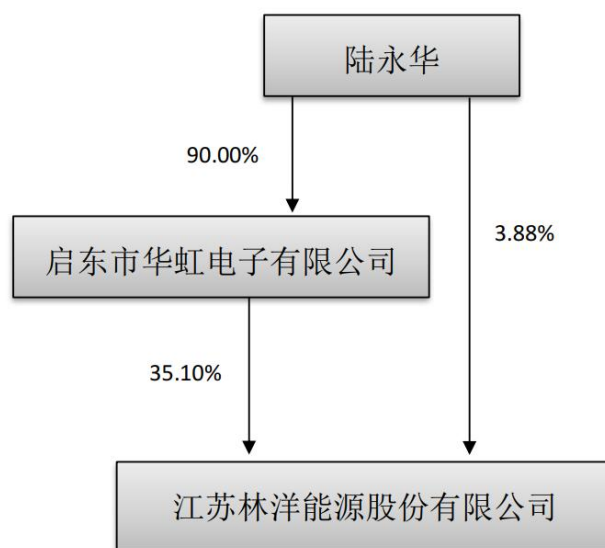 陆永华
90.00%
启东市华虹电子有限公司
3.88%
35.10%
江苏林洋能源股份有限公司